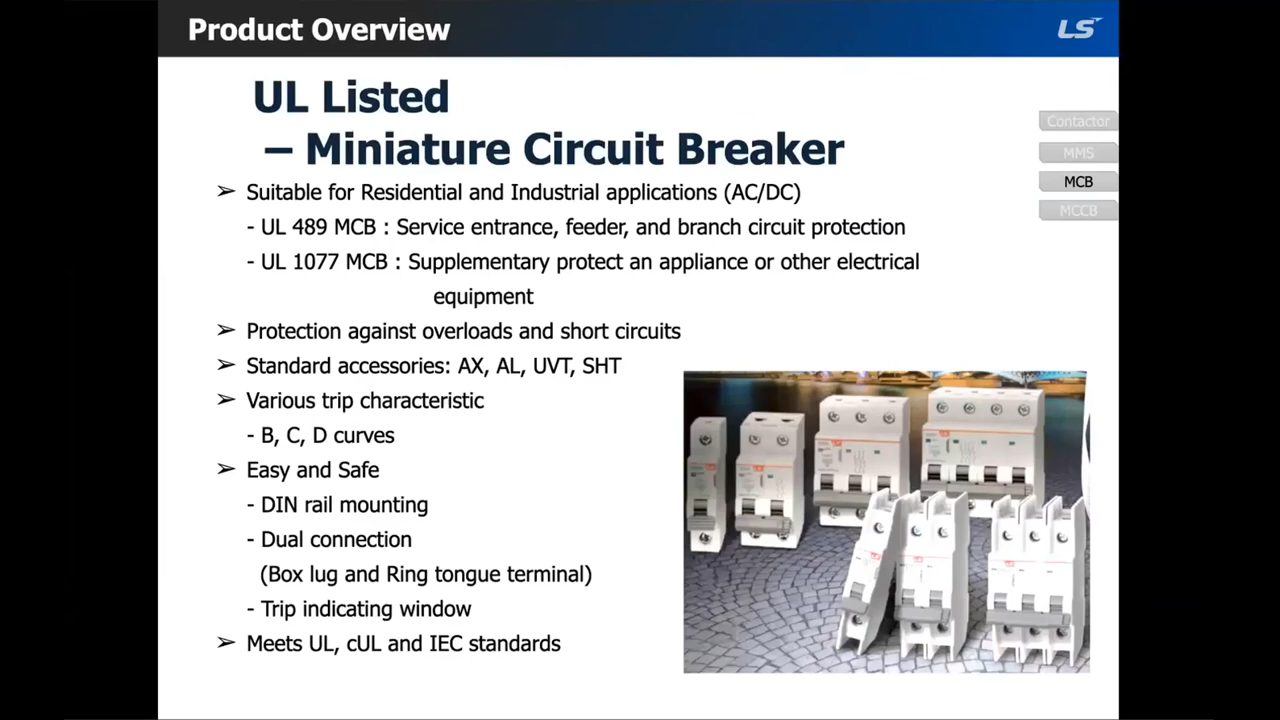 Product Overview
LS
UL Listed
– Miniature Circuit Breaker
Contactor
MMS
MCB
MCCB
➢ Suitable for Residential and Industrial applications (AC/DC)
- UL 489 MCB : Service entrance, feeder, and branch circuit protection
- UL 1077 MCB : Supplementary protect an appliance or other electrical
equipment
➢ Protection against overloads and short circuits
➢ Standard accessories: AX, AL, UVT, SHT
➢ Various trip characteristic
- B, C, D curves
➢ Easy and Safe
- DIN rail mounting
- Dual connection
(Box lug and Ring tongue terminal)
- Trip indicating window
➢ Meets UL, cUL and IEC standards